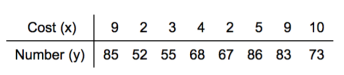 Cost (x) 9 2 3 4 2 5 9 10
Number (y) 85 52 55 68 67 86 83 73